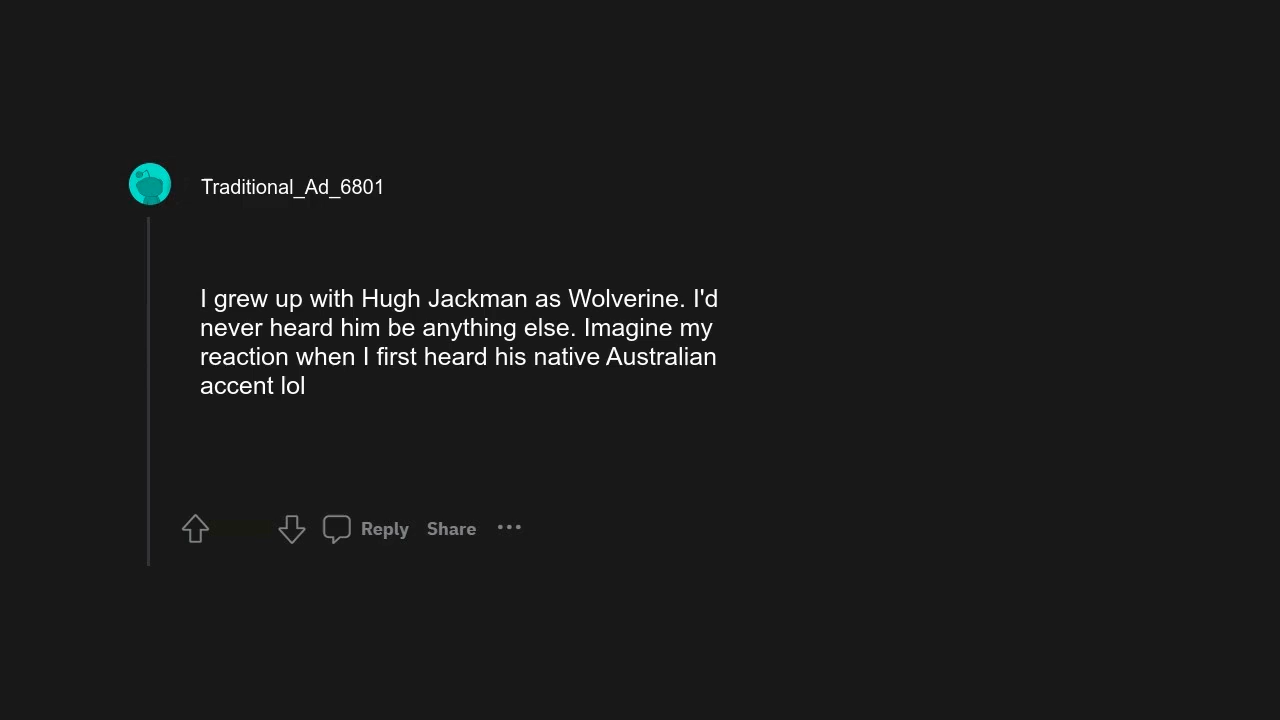 Traditional_Ad_6801
I grew up with Hugh Jackman as Wolverine. I'd
never heard him be anything else. Imagine my
reaction when I first heard his native Australian
accent lol
Reply Share